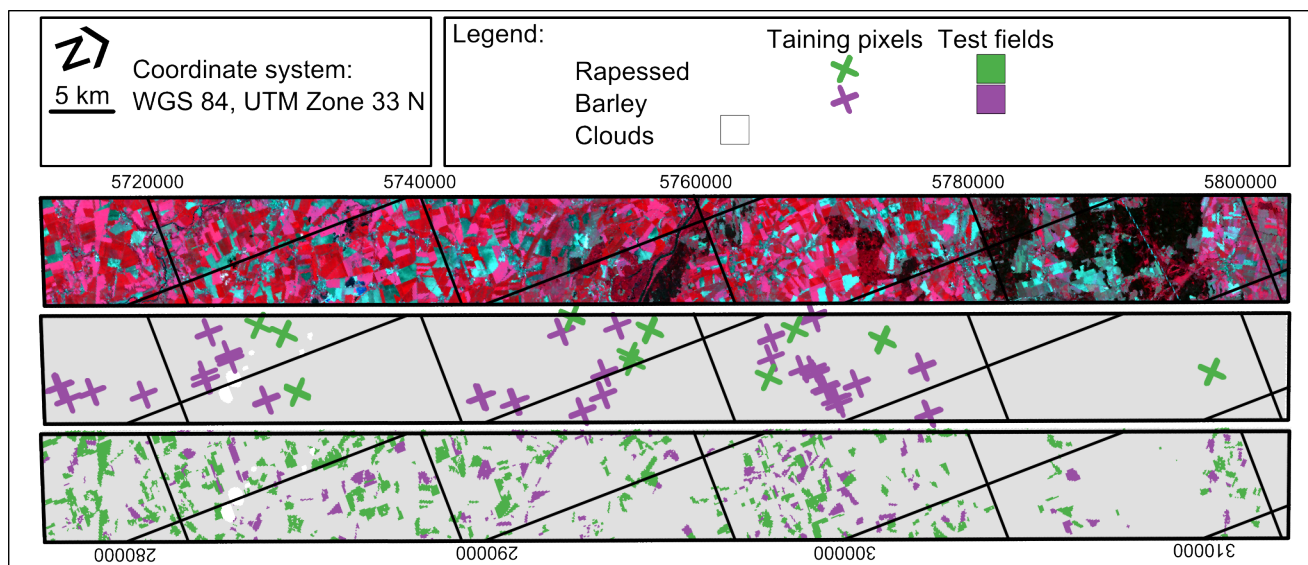 N
5 km
Coordinate system:
WGS 84, UTM Zone 33 N
Legend:
Taining pixels Test fields
Rapessed
Barley
Clouds
5720000 5740000 5760000 5780000 5800000
280000 290000 300000 310000